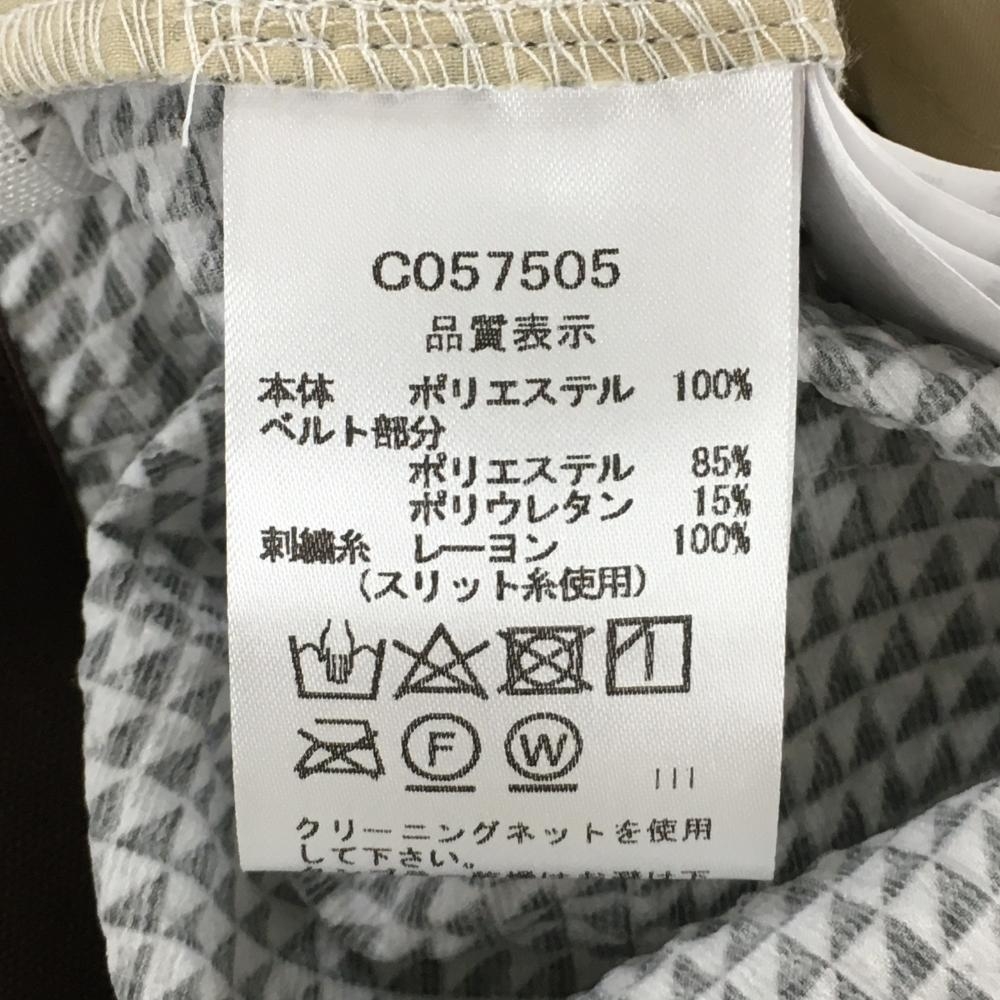 C057505
品質表示
本体 ポリエステル 100%
ベルト部分
ポリエステル 85%
ポリウレタン 15%
刺繍糸 レーヨン 100%
(スリット糸使用)
F W
クリーニングネットを使用
して下さい。